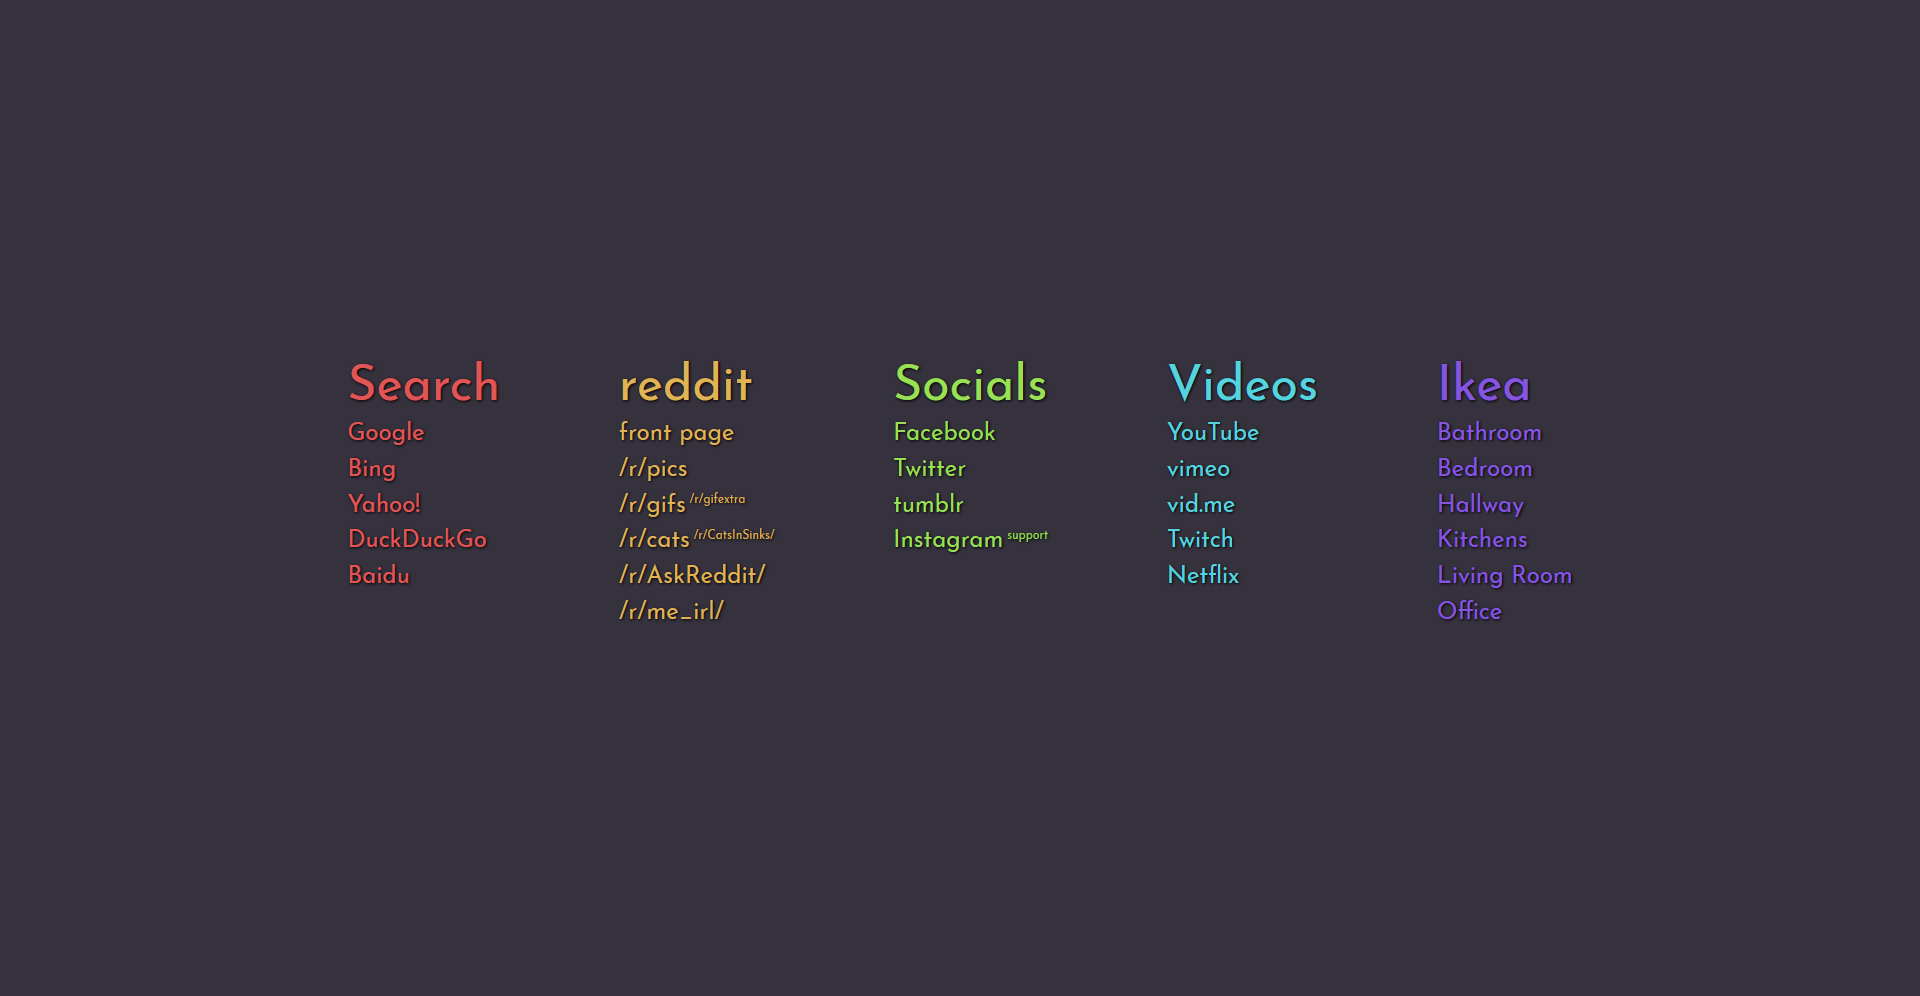 Search
Google
Bing
Yahoo!
DuckDuckGo
Baidu
reddit
front page
/r/pics
/r/gifs /r/gifextra
/r/cats /r/CatsInSinks/
/r/AskReddit/
/r/me_irl/
Socials
Facebook
Twitter
tumblr
Instagram support
Videos
YouTube
vimeo
vid.me
Twitch
Netflix
Ikea
Bathroom
Bedroom
Hallway
Kitchens
Living Room
Office